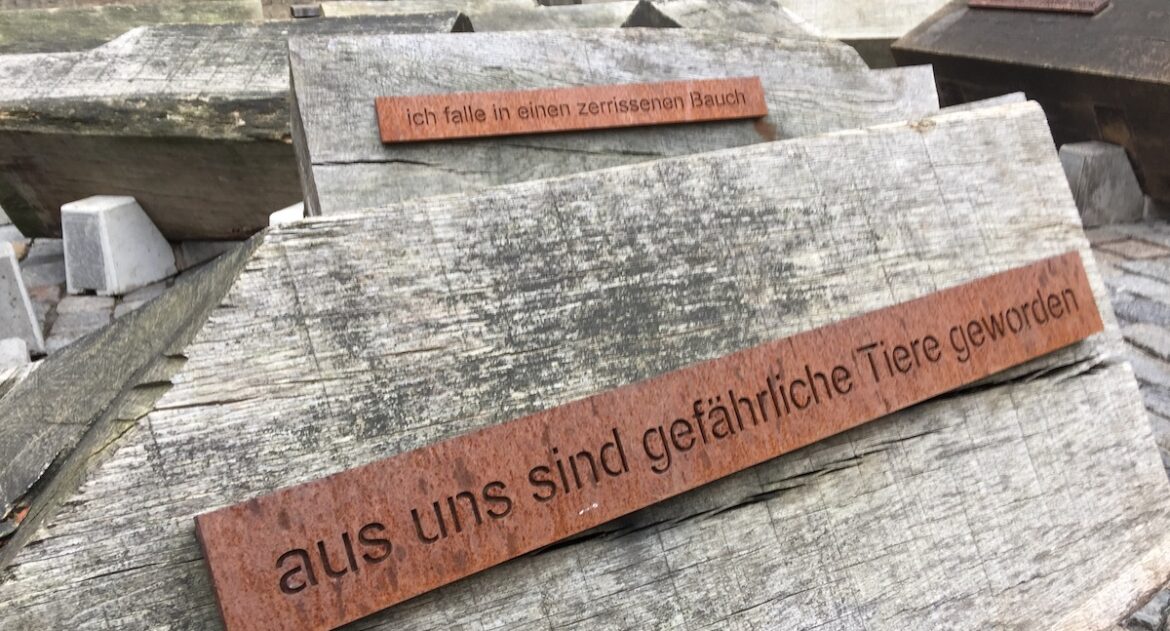 ich falle in einen zerrissenen Bauch
aus uns sind gefährliche Tiere geworden